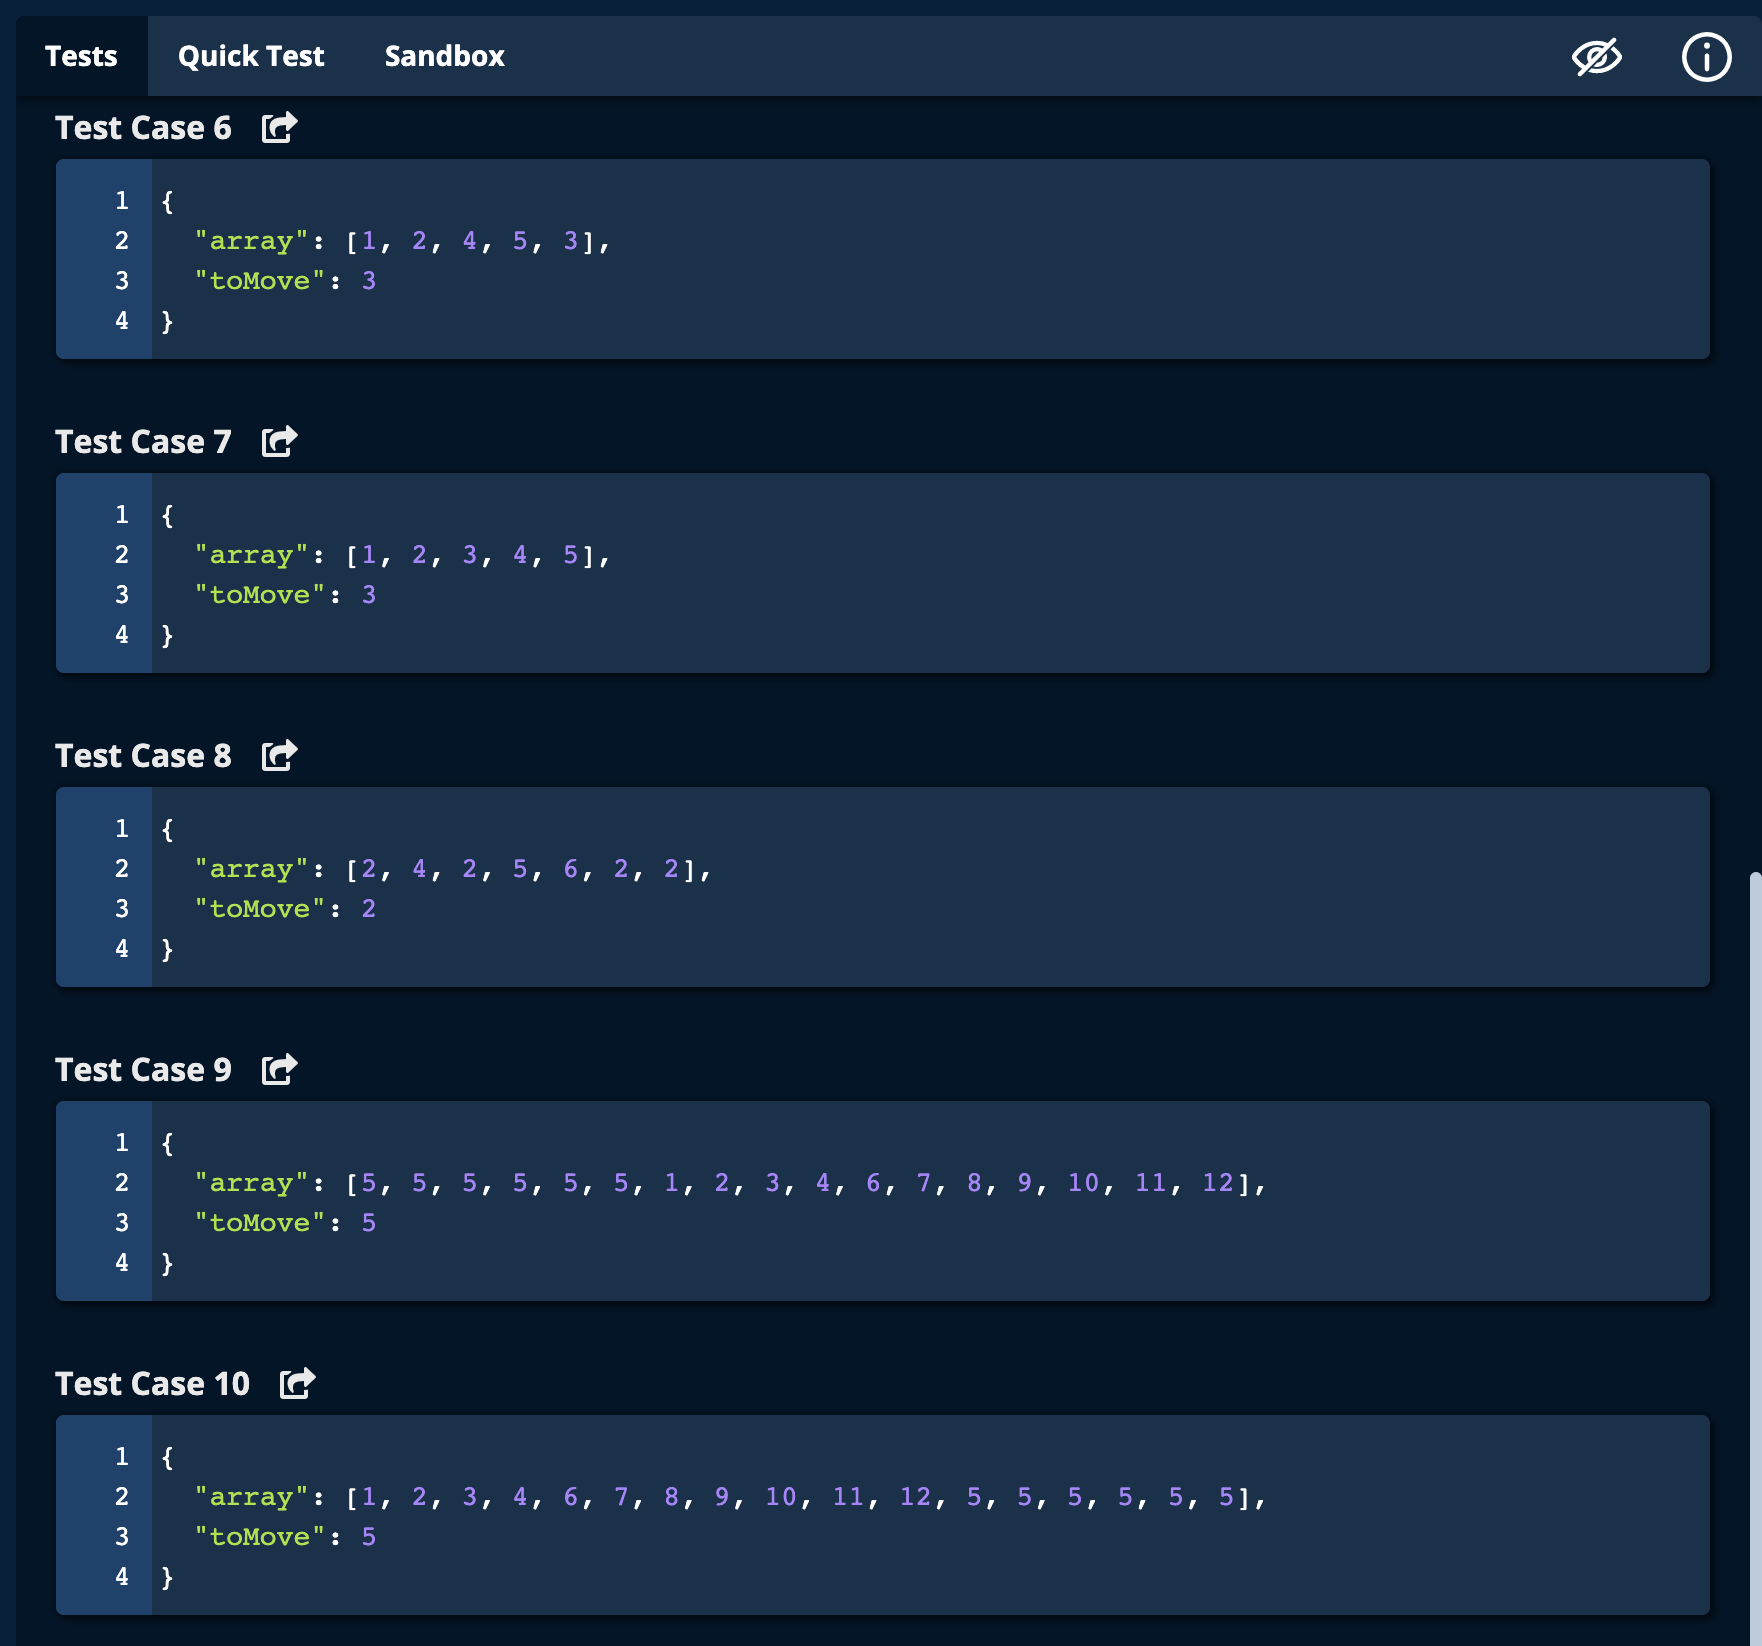 Tests Quick Test Sandbox
Test Case 6
1 {
2 "array": [1, 2, 4, 5, 3],
3 "toMove": 3
4 }
Test Case 7
1 {
2 "array": [1, 2, 3, 4, 5],
3 "toMove": 3
4 }
Test Case 8
1 {
2 "array": [2, 4, 2, 5, 6, 2, 2],
3 "toMove": 2
4 }
Test Case 9
1 {
2 "array": [5, 5, 5, 5, 5, 5, 1, 2, 3, 4, 6, 7, 8, 9, 10, 11, 12],
3 "toMove": 5
4 }
Test Case 10
1 {
2 "array": [1, 2, 3, 4, 6, 7, 8, 9, 10, 11, 12, 5, 5, 5, 5, 5, 5],
3 "toMove": 5
4 }